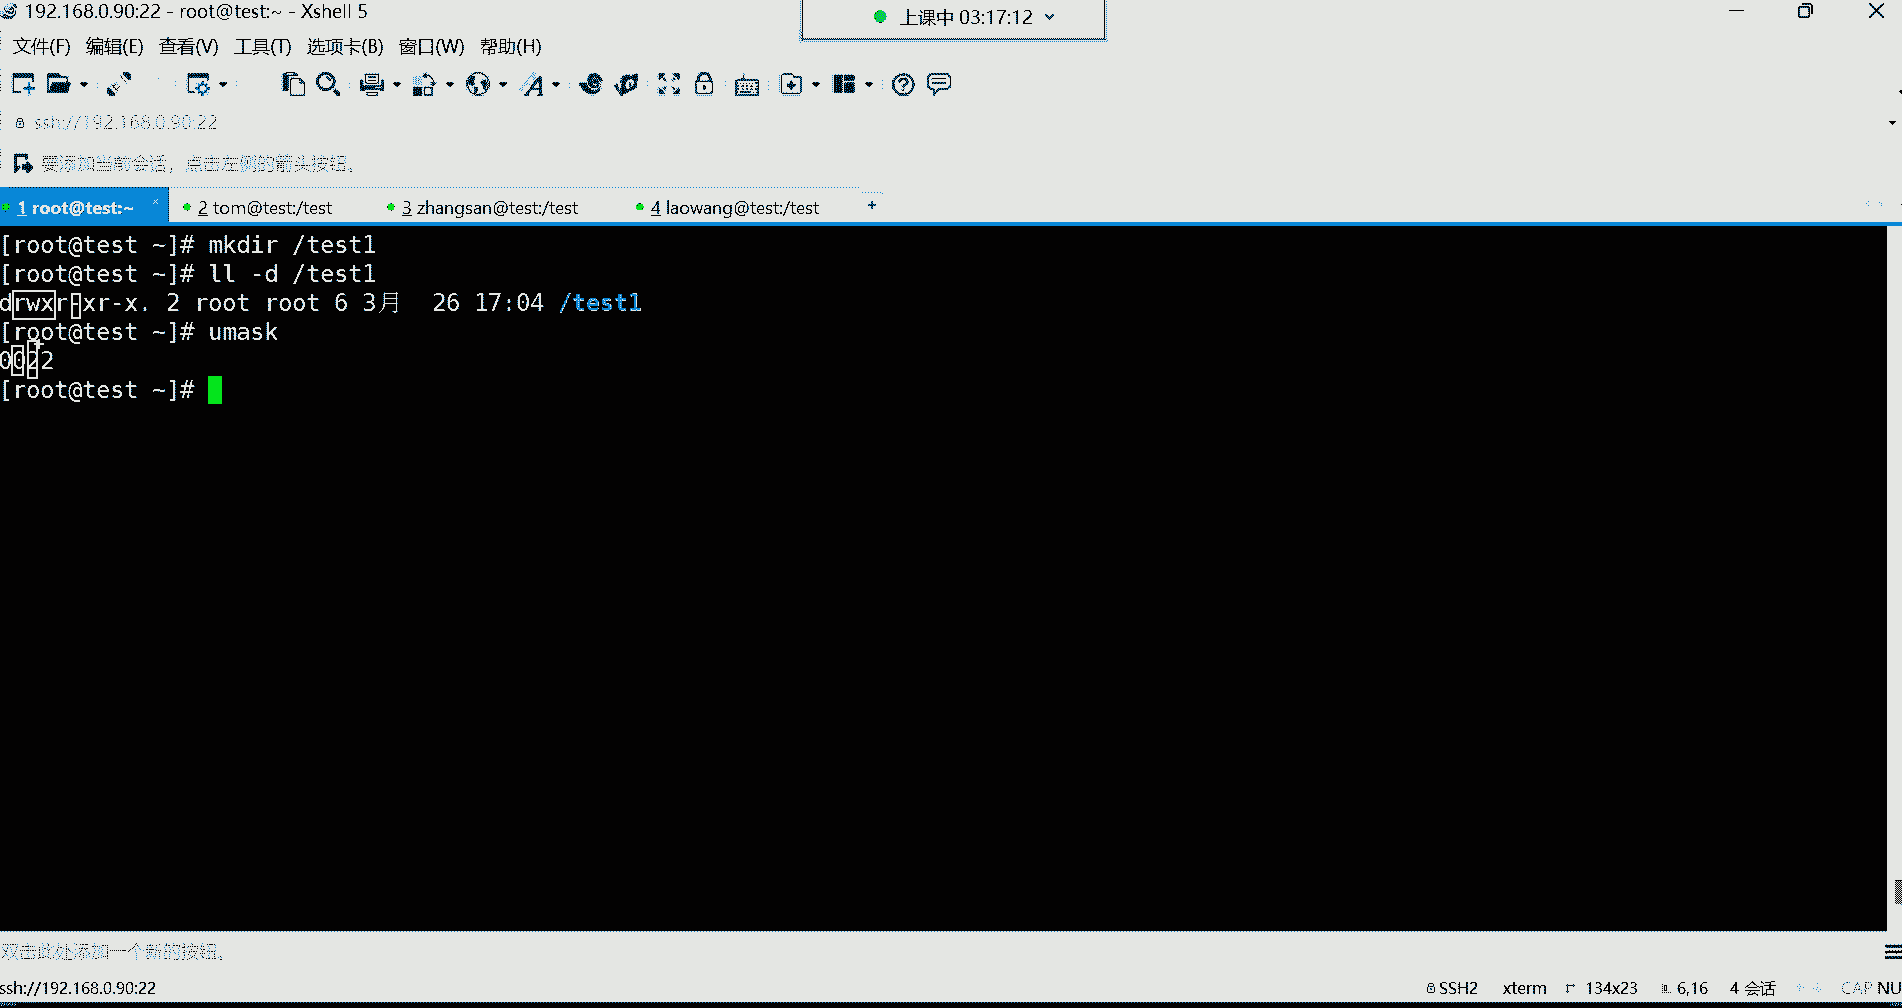 192.168.0.90:22 - root@test:~ - Xshell 5
上课中 03:17:12
文件(F) 编辑(E) 查看(V) 工具(T) 选项卡(B) 窗口(W) 帮助(H)
ssh://192.168.0.90:22
要添加当前会话，点击左侧的箭头按钮。
1 root@test:~ × 2 tom@test:/test 3 zhangsan@test:/test 4 laowang@test:/test +
[root@test ~]# mkdir /test1
[root@test ~]# ll -d /test1
drwxr-xr-x. 2 root root 6 3月 26 17:04 /test1
[root@test ~]# umask
0022
[root@test ~]#
双击此处添加一个新的按钮。
ssh://192.168.0.90:22 SSH2 xterm 134x23 6,16 4 会话 CAP NU